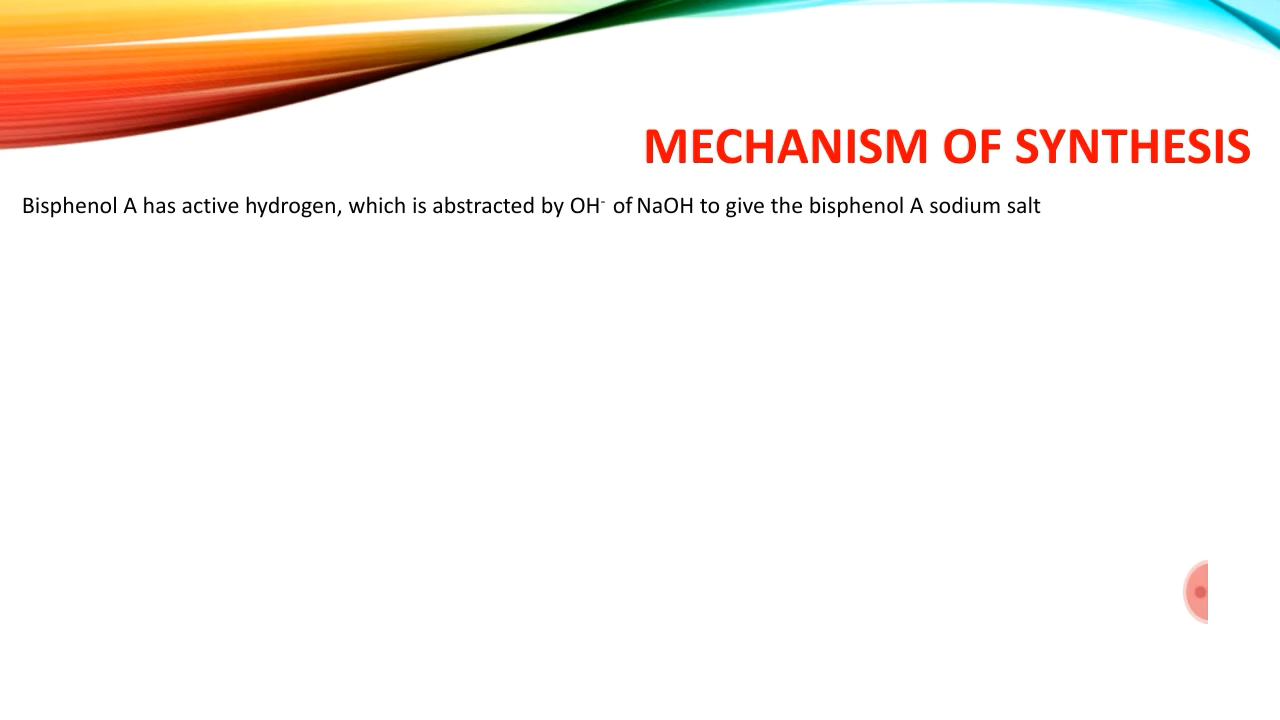 MECHANISM OF SYNTHESIS
Bisphenol A has active hydrogen, which is abstracted by OH⁻ of NaOH to give the bisphenol A sodium salt